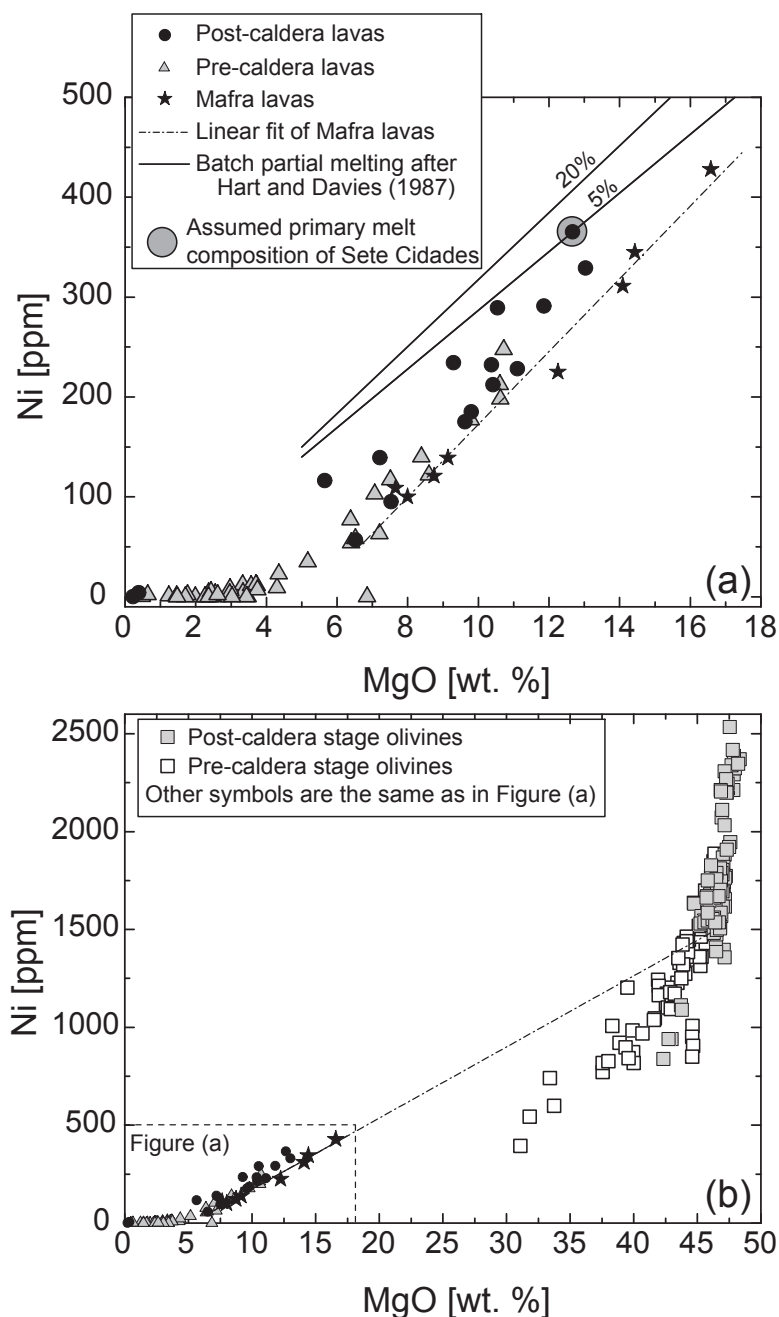 Post-caldera lavas
Pre-caldera lavas
Mafra lavas
Linear fit of Mafra lavas
Batch partial melting after
Hart and Davies (1987)
Assumed primary melt
composition of Sete Cidades
20%
5%
500
400
300
200
100
0
Ni [ppm]
0 2 4 6 8 10 12 14 16 18
MgO [wt. %]
(a)
Post-caldera stage olivines
Pre-caldera stage olivines
Other symbols are the same as in Figure (a)
2500
2000
1500
1000
500
0
Ni [ppm]
Figure (a)
(b)
0 5 10 15 20 25 30 35 40 45 50
MgO [wt. %]